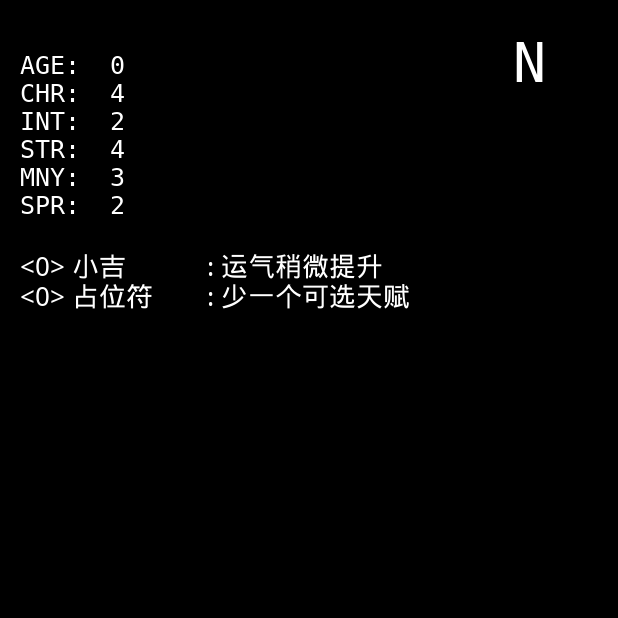 N
AGE: 0
CHR: 4
INT: 2
STR: 4
MNY: 3
SPR: 2
<O> 小吉 : 运气稍微提升
<O> 占位符 : 少一个可选天赋